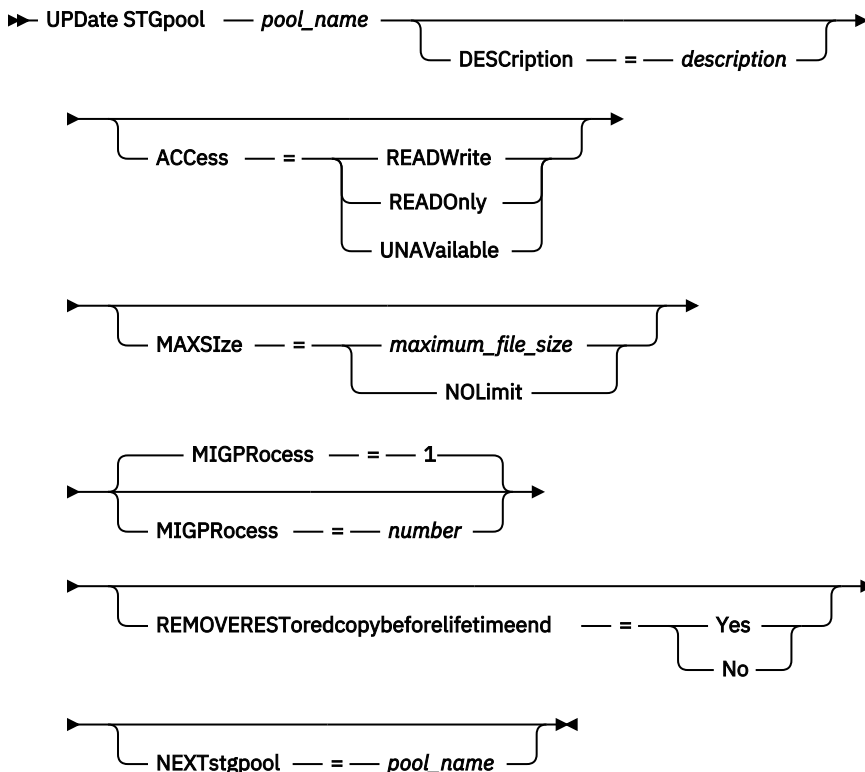 UPDate STGpool — pool_name
DESCription — = — description
ACCess — = — READWrite
READOnly
UNAVailable
MAXSIze — = — maximum_file_size
NOLimit
MIGPRocess — = — 1
MIGPRocess — = — number
REMOVERESToredcopybeforelifetimeend — = — Yes
No
NEXTstgpool — = — pool_name